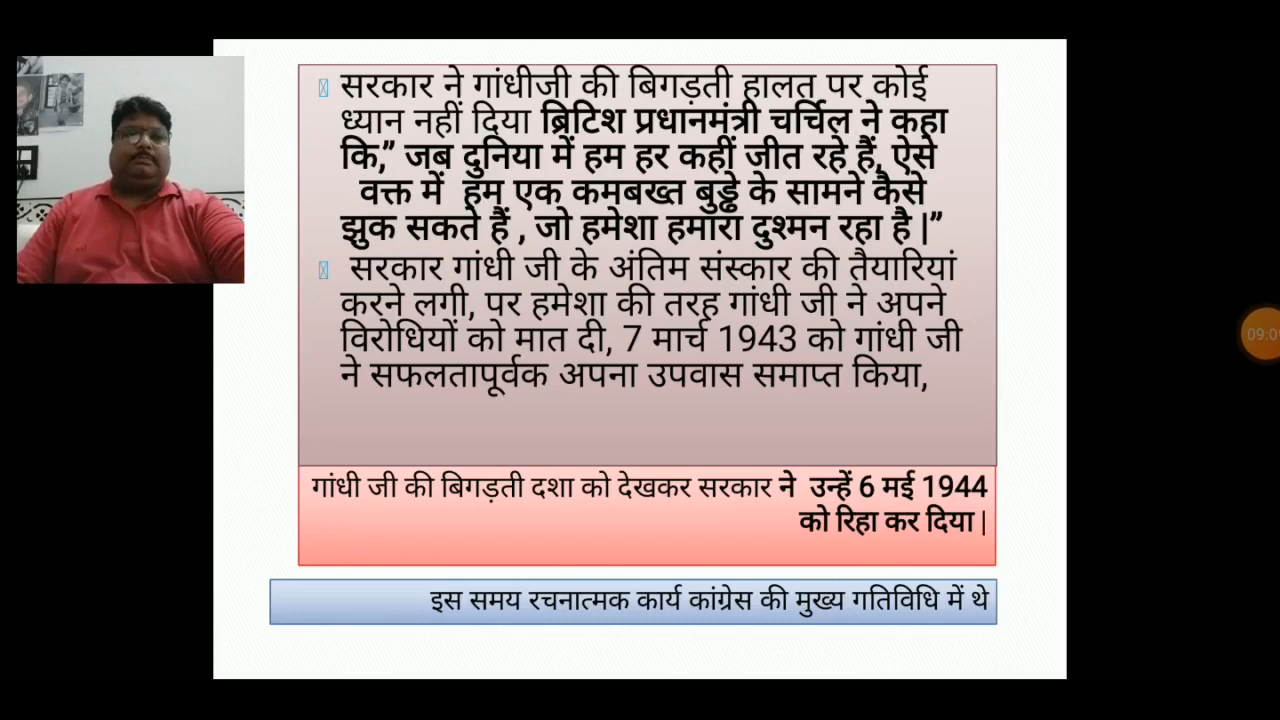 सरकार ने गांधीजी की बिगड़ती हालत पर कोई
ध्यान नहीं दिया ब्रिटिश प्रधानमंत्री चर्चिल ने कहा
कि,” जब दुनिया में हम हर कहीं जीत रहे हैं, ऐसे
वक्त में हम एक कमबख्त बुड्ढे के सामने कैसे
झुक सकते हैं , जो हमेशा हमारा दुश्मन रहा है |”
सरकार गांधी जी के अंतिम संस्कार की तैयारियां
करने लगी, पर हमेशा की तरह गांधी जी ने अपने
विरोधियों को मात दी, 7 मार्च 1943 को गांधी जी
ने सफलतापूर्वक अपना उपवास समाप्त किया,
गांधी जी की बिगड़ती दशा को देखकर सरकार ने उन्हें 6 मई 1944
को रिहा कर दिया |
इस समय रचनात्मक कार्य कांग्रेस की मुख्य गतिविधि में थे